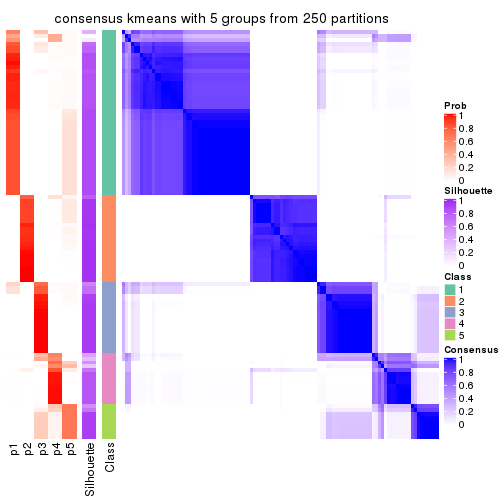 consensus kmeans with 5 groups from 250 partitions
Prob
1
0.8
0.6
0.4
0.2
0
Silhouette
1
0.8
0.6
0.4
0.2
0
Class
1
2
3
4
5
Consensus
1
0.8
0.6
0.4
0.2
0
p1
p2
p3
p4
p5
Silhouette
Class